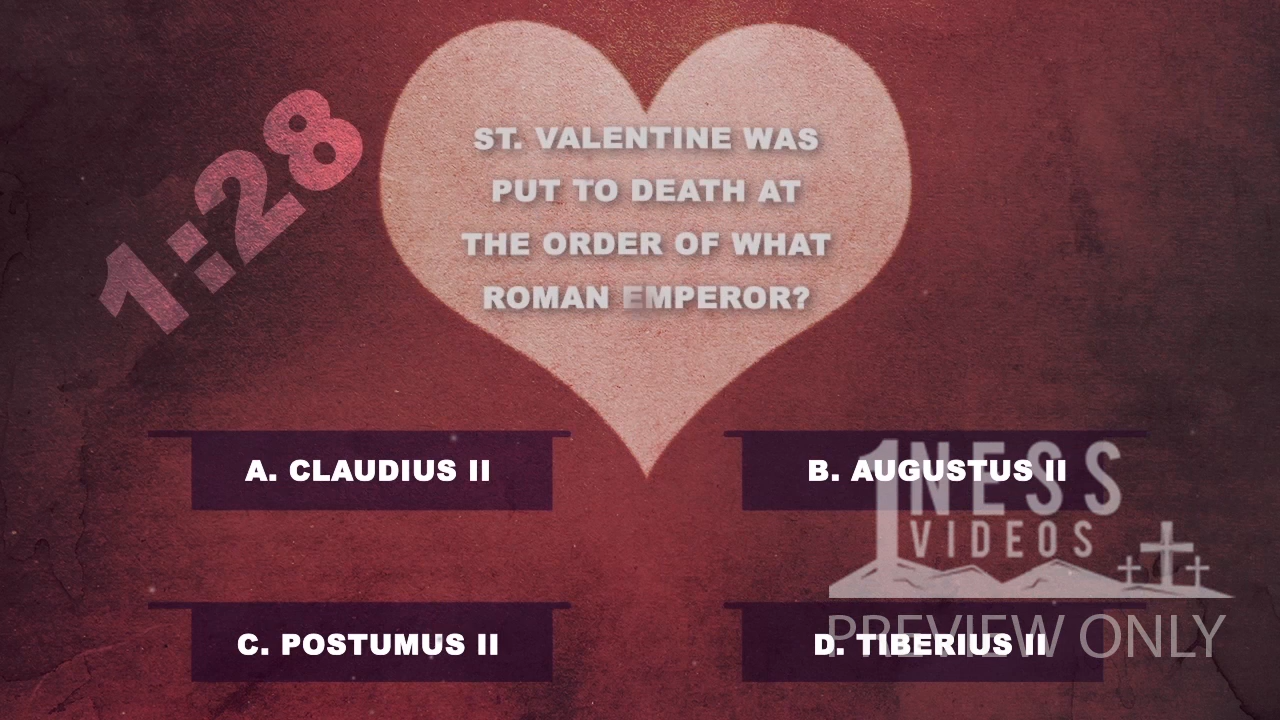 1:28
ST. VALENTINE WAS
PUT TO DEATH AT
THE ORDER OF WHAT
ROMAN EMPEROR?
A. CLAUDIUS II
B. AUGUSTUS II
1NESS
VIDEOS
C. POSTUMUS II
D. TIBERIUS II
PREVIEW ONLY